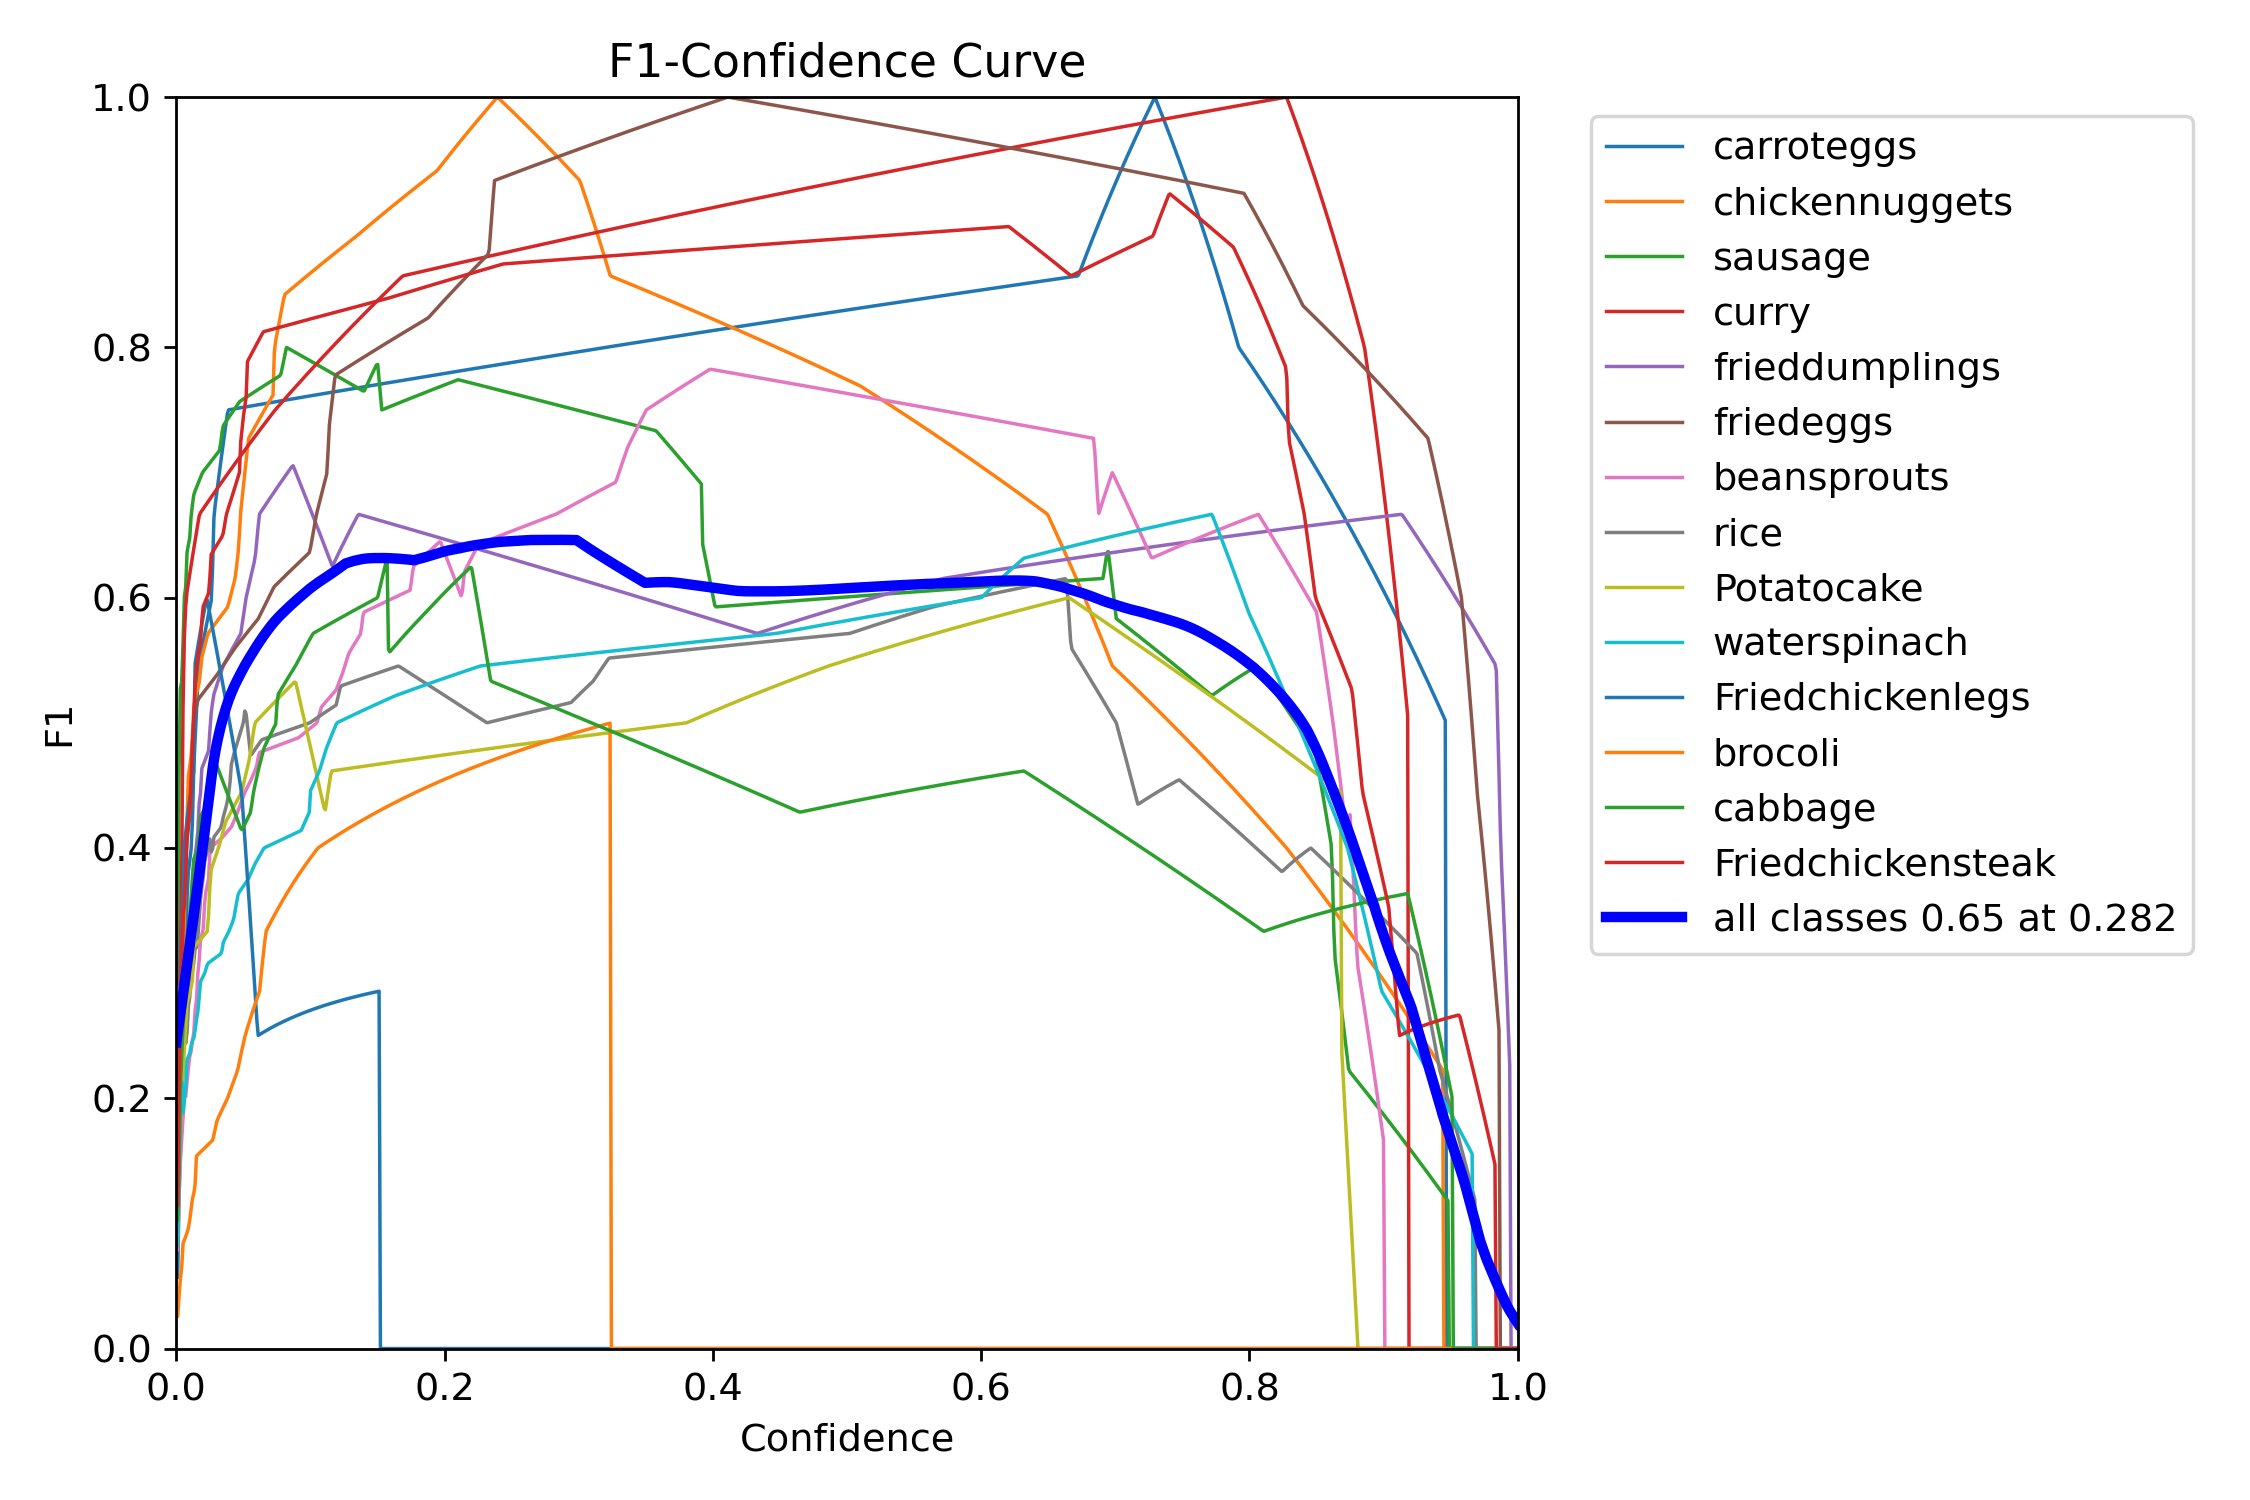 F1-Confidence Curve
1.0
0.8
0.6
0.4
0.2
0.0
F1
0.0 0.2 0.4 0.6 0.8 1.0
Confidence
carroteggs
chickennuggets
sausage
curry
frieddumplings
friedeggs
beansprouts
rice
Potatocake
waterspinach
Friedchickenlegs
brocoli
cabbage
Friedchickensteak
all classes 0.65 at 0.282